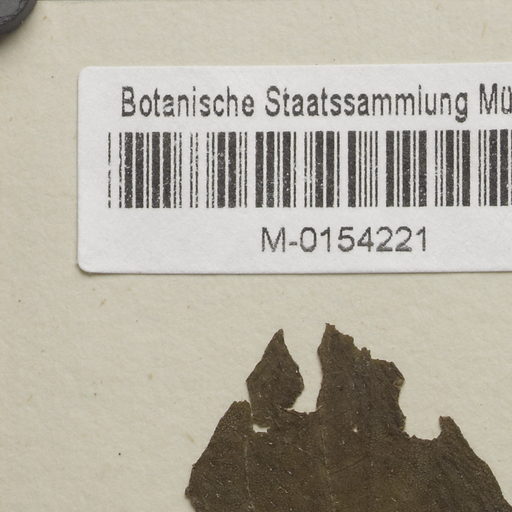 Botanische Staatssammlung Mü
M-0154221